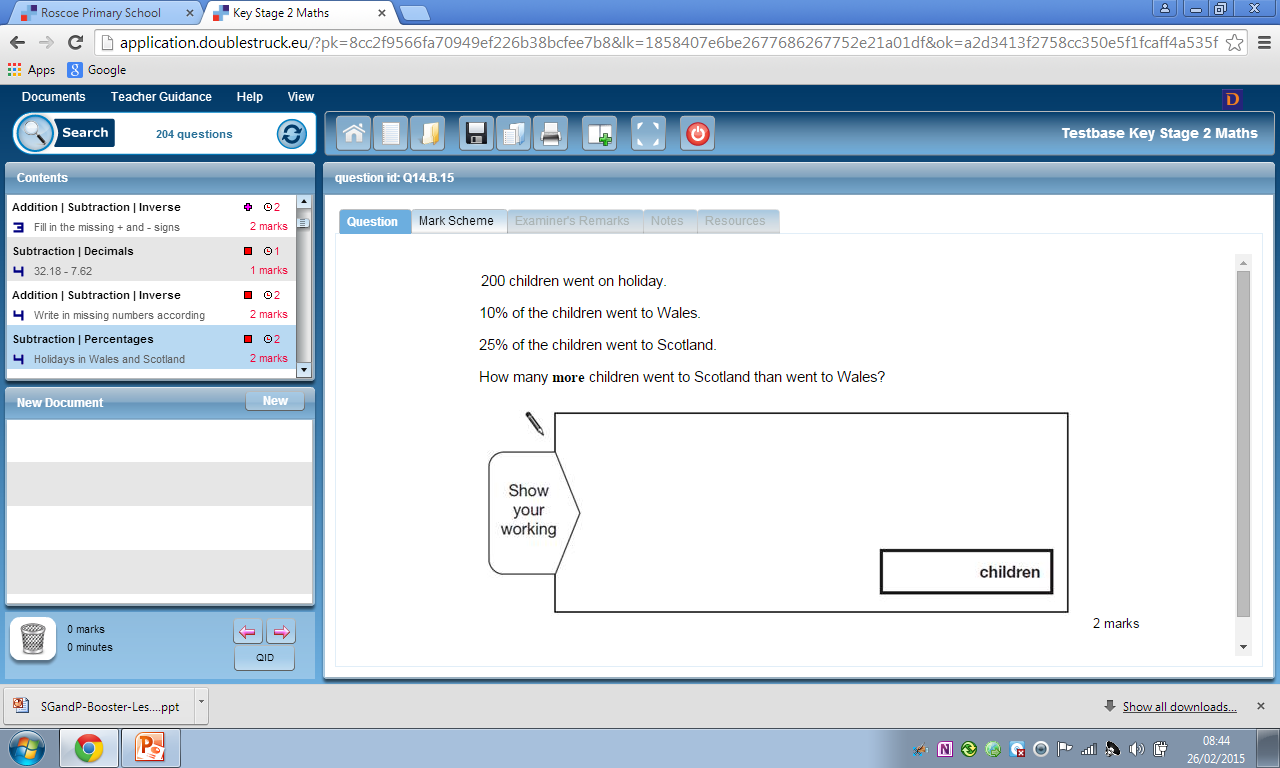 Roscoe Primary School
Key Stage 2 Maths
application.doublestruck.eu/?pk=8cc2f9566fa70949ef226b38bcfee7b8&lk=1858407e6be2677686267752e21a01df&ok=a2d3413f2758cc350e5f1fcaff4a535f
Apps Google
Documents Teacher Guidance Help View
D
Search 204 questions
Testbase Key Stage 2 Maths
Contents
Addition | Subtraction | Inverse 2
3 Fill in the missing + and - signs 2 marks
Subtraction | Decimals 1
4 32.18 - 7.62 1 marks
Addition | Subtraction | Inverse 2
4 Write in missing numbers according 2 marks
Subtraction | Percentages 2
4 Holidays in Wales and Scotland 2 marks
New Document New
0 marks
0 minutes
QID
question id: Q14.B.15
Question Mark Scheme Examiner's Remarks Notes Resources
200 children went on holiday.
10% of the children went to Wales.
25% of the children went to Scotland.
How many more children went to Scotland than went to Wales?
Show
your
working
children
2 marks
SGandP-Booster-Les....ppt
Show all downloads...
N
08:44
26/02/2015